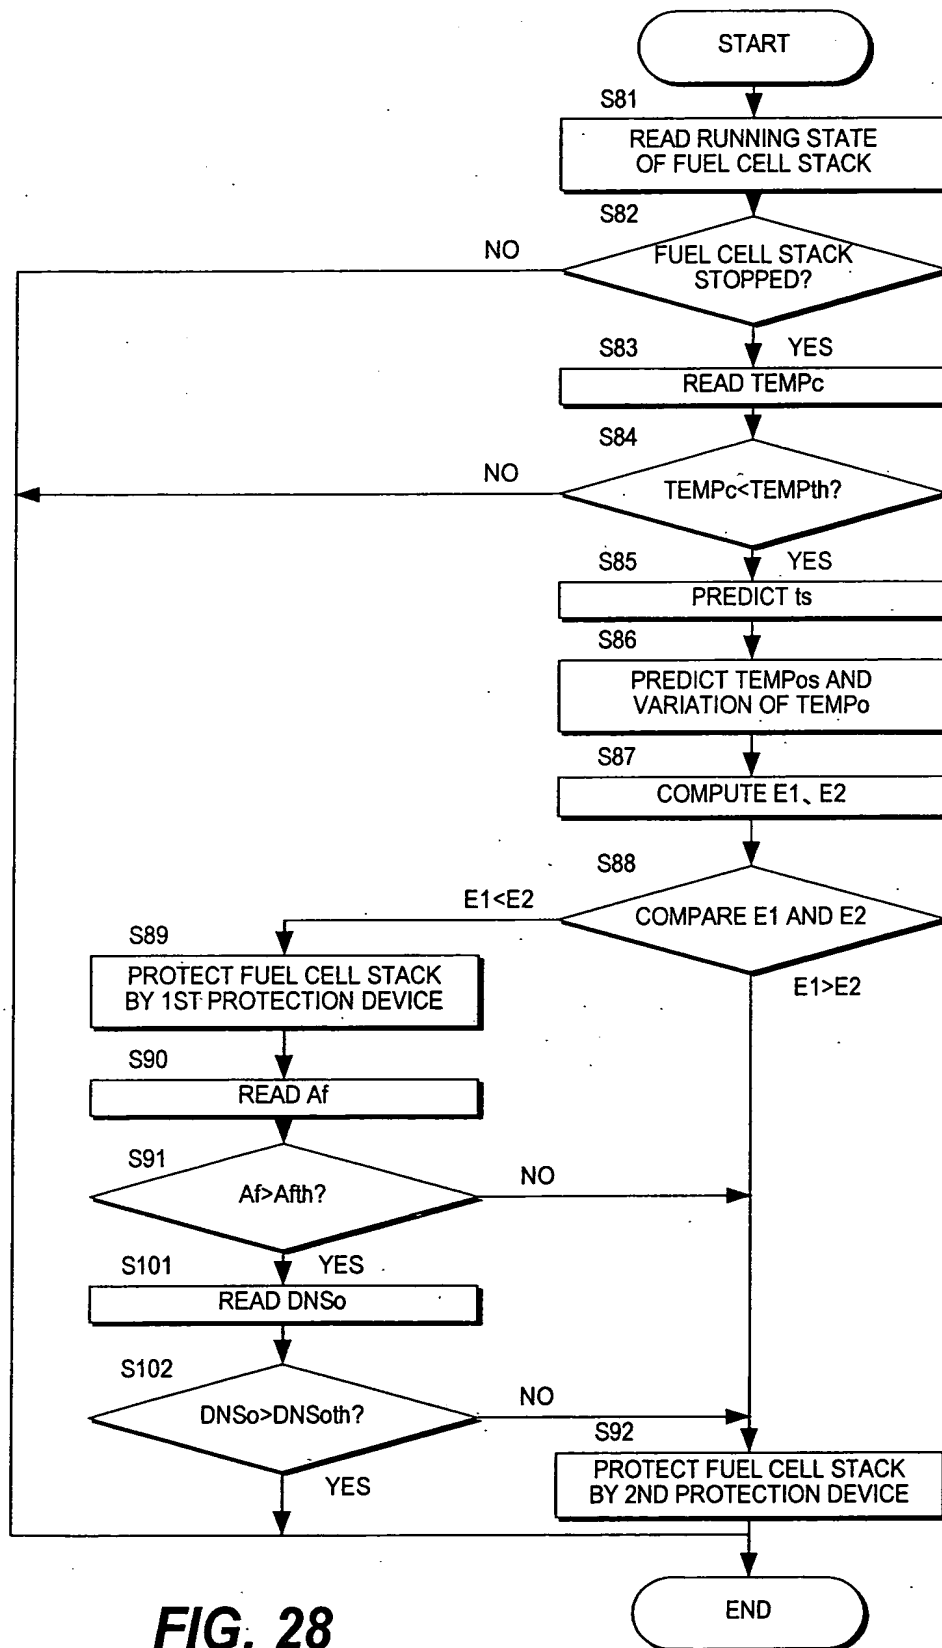 START
S81
READ RUNNING STATE
OF FUEL CELL STACK
S82
NO
FUEL CELL STACK
STOPPED?
YES
S83
READ TEMPc
S84
NO
TEMPc<TEMPth?
YES
S85
PREDICT ts
S86
PREDICT TEMPos AND
VARIATION OF TEMPo
S87
COMPUTE E1、E2
S88
E1<E2
COMPARE E1 AND E2
E1>E2
S89
PROTECT FUEL CELL STACK
BY 1ST PROTECTION DEVICE
S90
READ Af
S91
Af>Afth?
NO
YES
S101
READ DNSo
S102
DNSo>DNSoth?
NO
YES
S92
PROTECT FUEL CELL STACK
BY 2ND PROTECTION DEVICE
END
FIG. 28